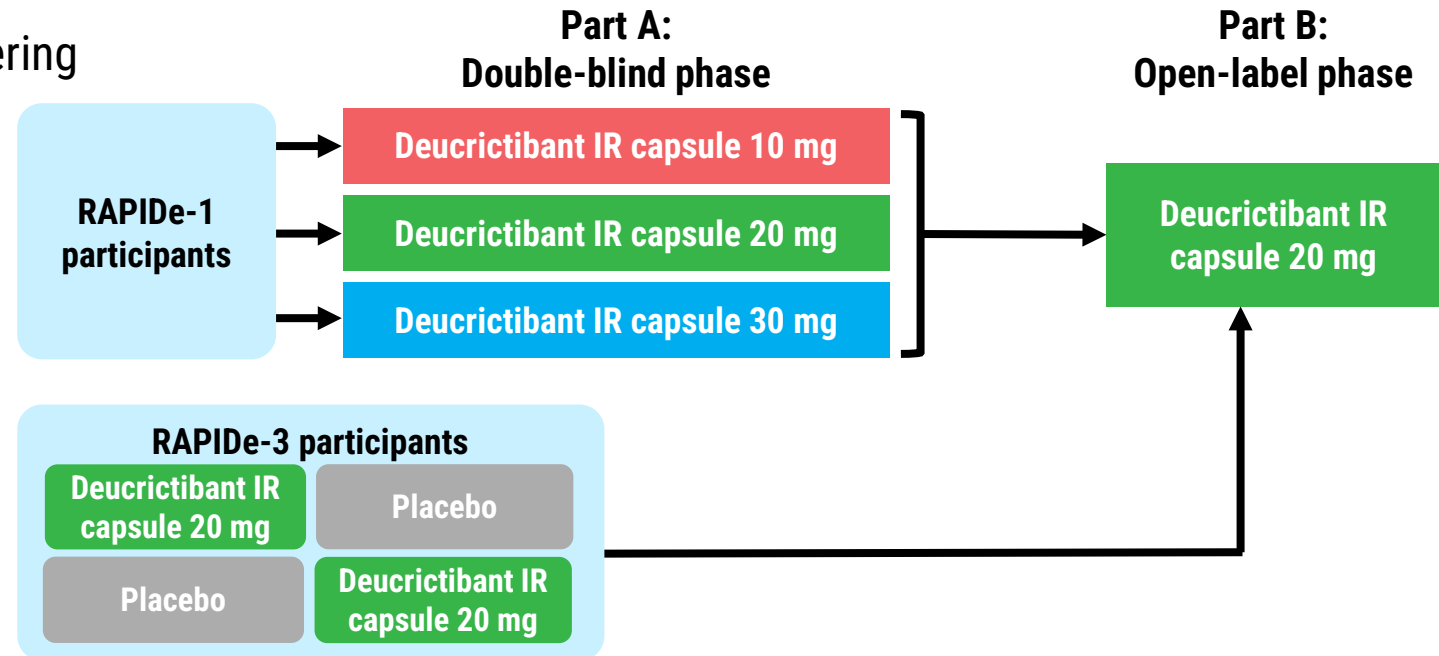 ering
Part A:
Double-blind phase
Part B:
Open-label phase
RAPIDe-1
participants
Deucrictibant IR capsule 10 mg
Deucrictibant IR capsule 20 mg
Deucrictibant IR capsule 30 mg
Deucrictibant IR
capsule 20 mg
RAPIDe-3 participants
Deucrictibant IR
capsule 20 mg
Placebo
Placebo
Deucrictibant IR
capsule 20 mg